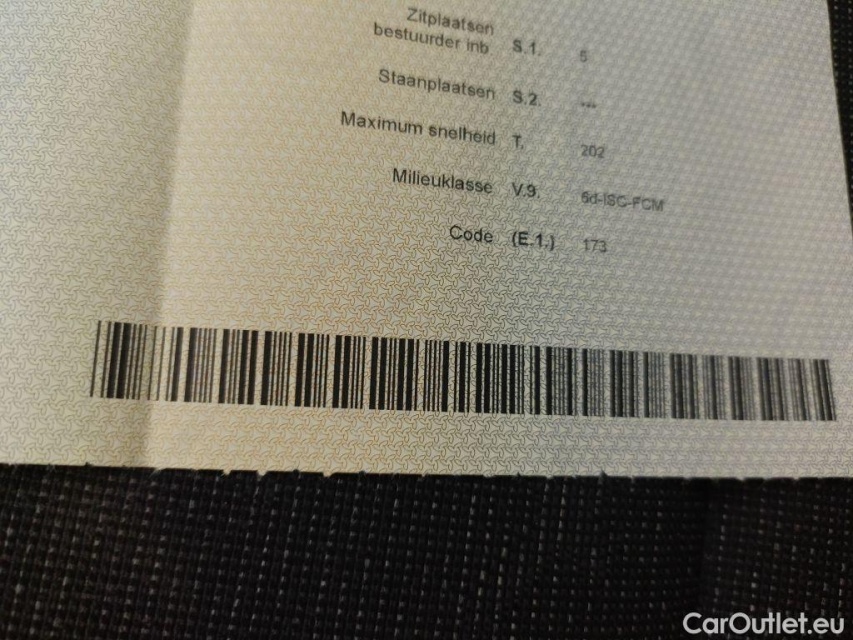 Zitplaatsen
bestuurder inb. S.1. 5
Staanplaatsen S.2. ---
Maximum snelheid T. 202
Milieuklasse V.9. 6d-ISC-FCM
Code (E.1.) 173
CarOutlet.eu